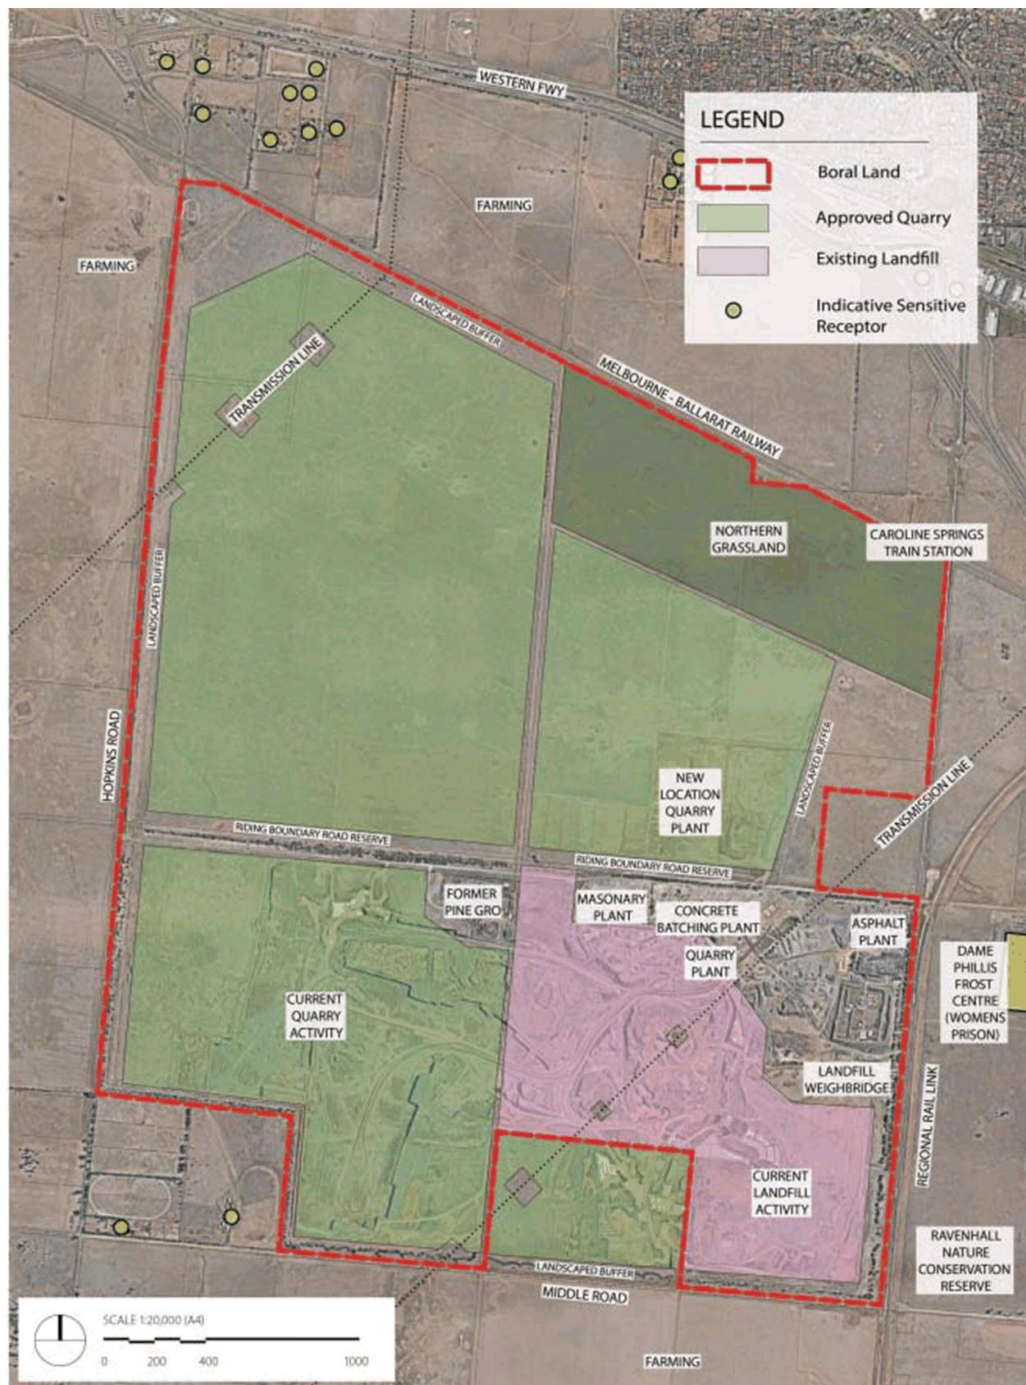 WESTERN FWY
LEGEND
Boral Land
Approved Quarry
Existing Landfill
Indicative Sensitive
Receptor
FARMING
FARMING
LANDSCAPED BUFFER
TRANSMISSION LINE
MELBOURNE - BALLARAT RAILWAY
NORTHERN
GRASSLAND
CAROLINE SPRINGS
TRAIN STATION
LANDSCAPED BUFFER
HOPKINS ROAD
NEW
LOCATION
QUARRY
PLANT
LANDSCAPED BUFFER
TRANSMISSION LINE
RIDING BOUNDARY ROAD RESERVE
RIDING BOUNDARY ROAD RESERVE
FORMER
PINE GRO
MASONARY
PLANT
CONCRETE
BATCHING PLANT
ASPHALT
PLANT
QUARRY
PLANT
DAME
PHILLIS
FROST
CENTRE
(WOMENS
PRISON)
CURRENT
QUARRY
ACTIVITY
LANDFILL
WEIGHBRIDGE
REGIONAL RAIL LINK
CURRENT
LANDFILL
ACTIVITY
RAVENHALL
NATURE
CONSERVATION
RESERVE
LANDSCAPED BUFFER
MIDDLE ROAD
SCALE 1:20,000 (A4)
0 200 400 1000
FARMING